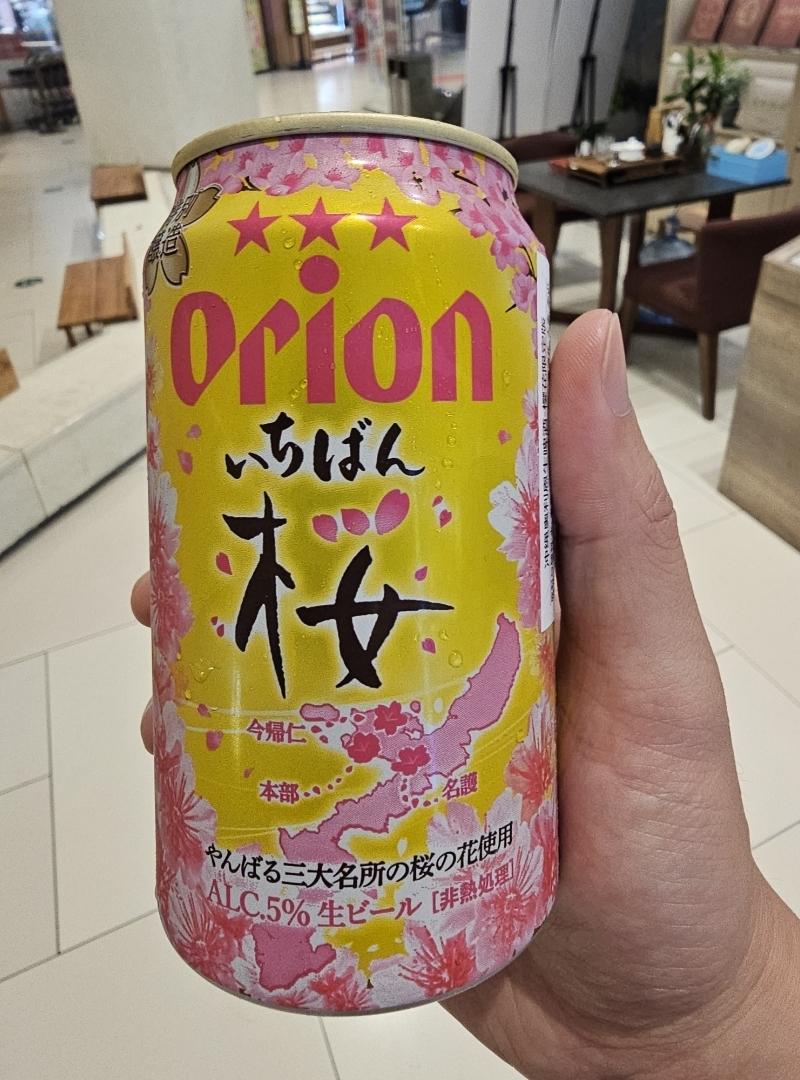 Orion
いちばん
桜
今帰仁
本部
名護
やんばる三大名所の桜の花使用
ALC.5% 生ビール [非熱処理]